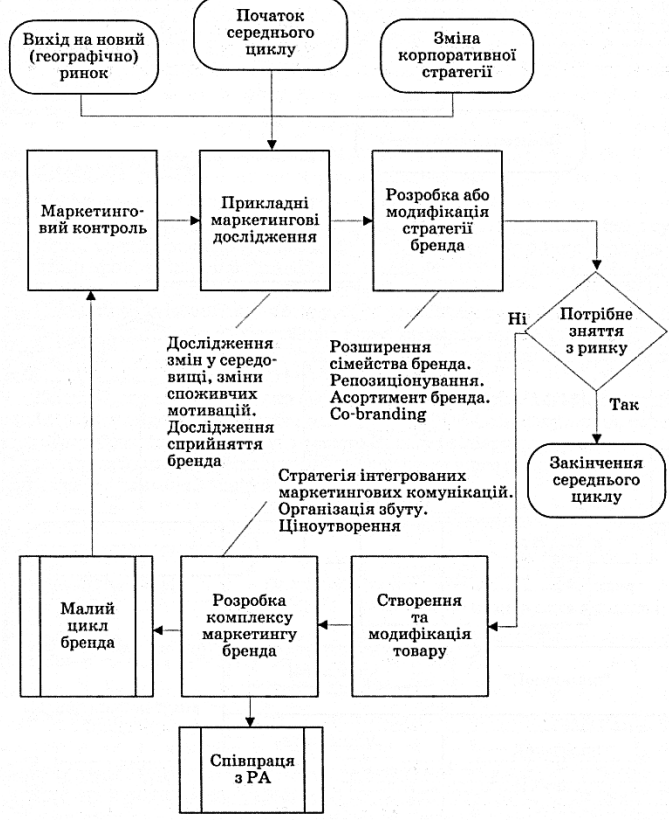 Вихід на новий
(географічно)
ринок
Початок
середнього
циклу
Зміна
корпоративної
стратегії
Маркетинго-
вий контроль
Прикладні
маркетингові
дослідження
Розробка або
модифікація
стратегії
бренда
Потрібне
зняття
з ринку
Ні
Так
Дослідження
змін у середо-
вищі, зміни
споживчих
мотивацій.
Дослідження
сприйняття
бренда
Розширення
сімейства бренда.
Репозиціонування.
Асортимент бренда.
Co-branding
Закінчення
середнього
циклу
Стратегія інтегрованих
маркетингових комунікацій.
Організація збуту.
Ціноутворення
Малий
цикл
бренда
Розробка
комплексу
маркетингу
бренда
Створення
та
модифікація
товару
Співпраця
з РА